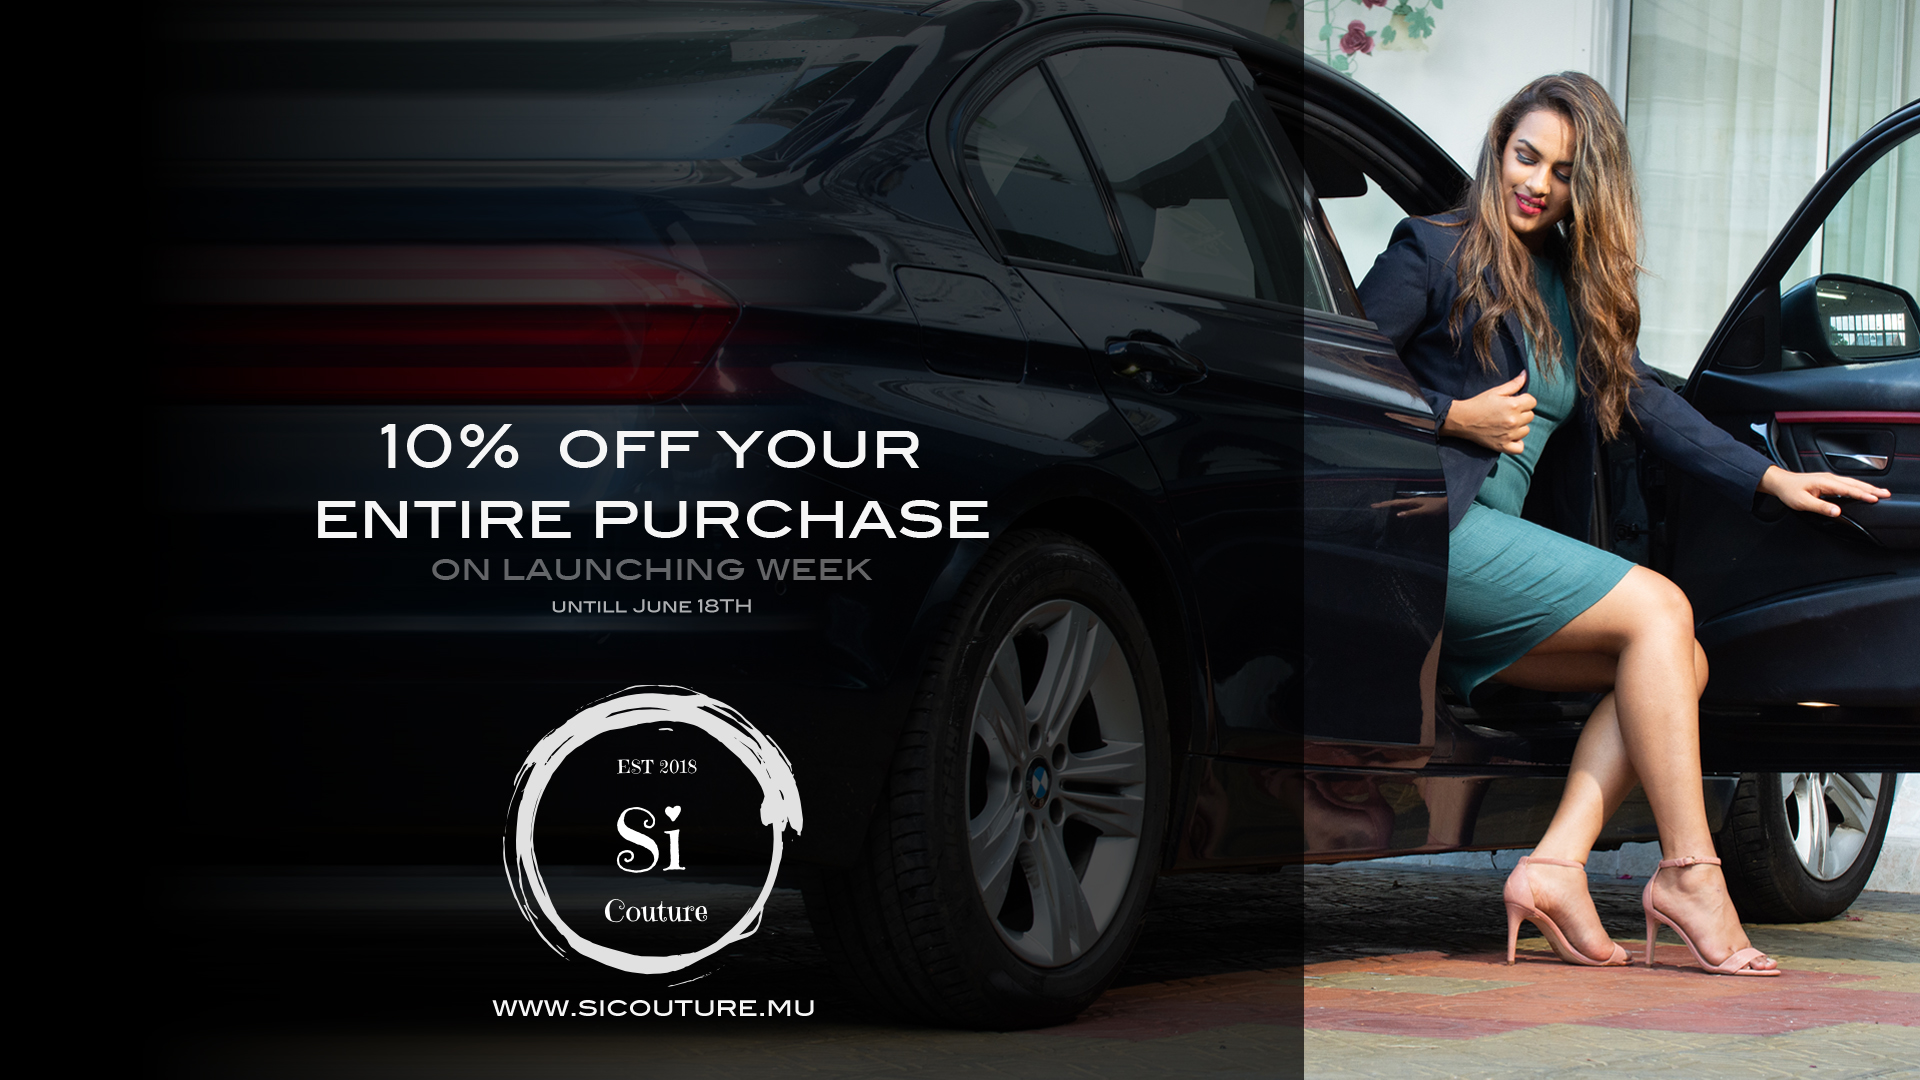 10% OFF YOUR
ENTIRE PURCHASE
ON LAUNCHING WEEK
UNTILL JUNE 18TH
EST 2018
Si
Couture
WWW.SICOUTURE.MU